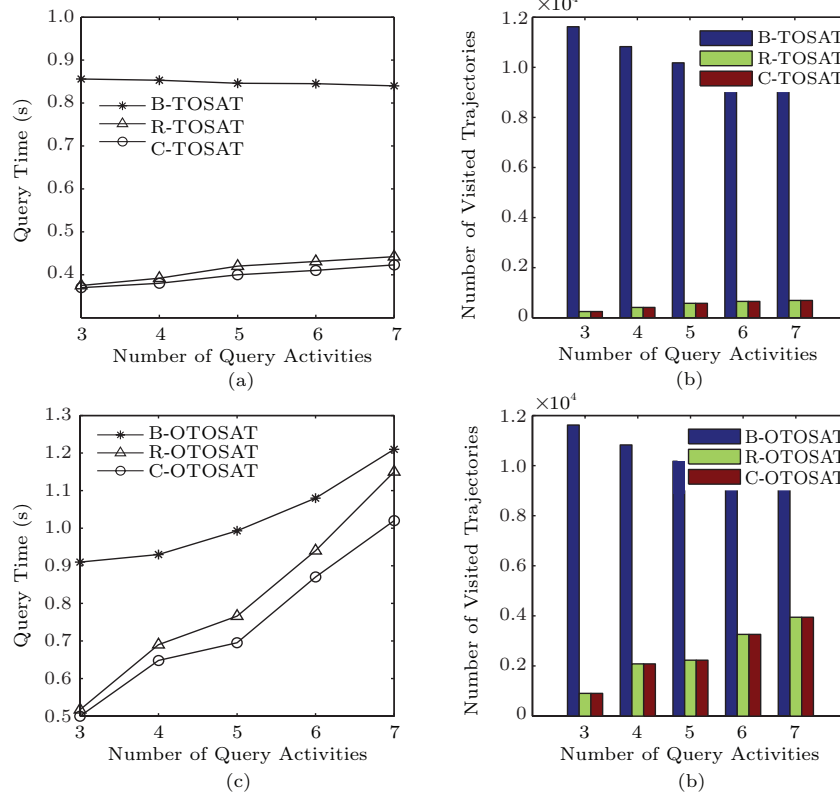 1.0
0.9
0.8
0.7
0.6
0.5
0.4
Query Time (s)
B-TOSAT
R-TOSAT
C-TOSAT
3 4 5 6 7
Number of Query Activities
(a)
1.2
1.0
0.8
0.6
0.4
0.2
0
Number of Visited Trajectories
B-TOSAT
R-TOSAT
C-TOSAT
3 4 5 6 7
Number of Query Activities
(b)
1.3
1.2
1.1
1.0
0.9
0.8
0.7
0.6
0.5
Query Time (s)
B-OTOSAT
R-OTOSAT
C-OTOSAT
3 4 5 6 7
Number of Query Activities
(c)
×10⁴
1.2
1.0
0.8
0.6
0.4
0.2
0
Number of Visited Trajectories
B-OTOSAT
R-OTOSAT
C-OTOSAT
3 4 5 6 7
Number of Query Activities
(b)